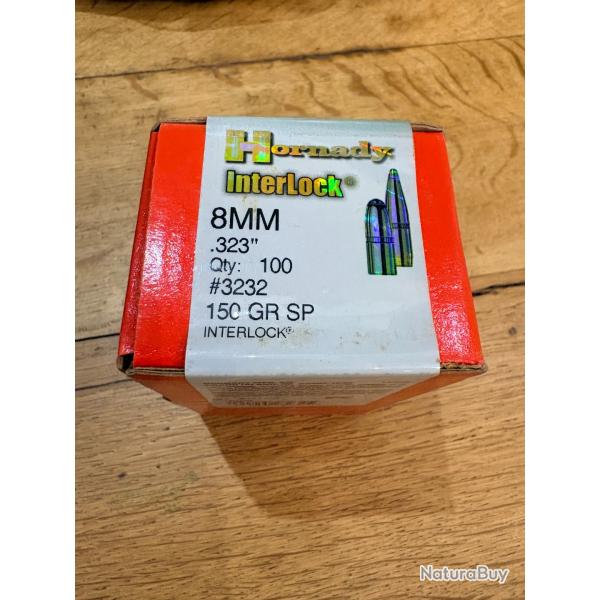 Hornady
InterLock®
8MM
.323"
Qty: 100
#3232
150 GR SP
INTERLOCK®
NaturaBuy